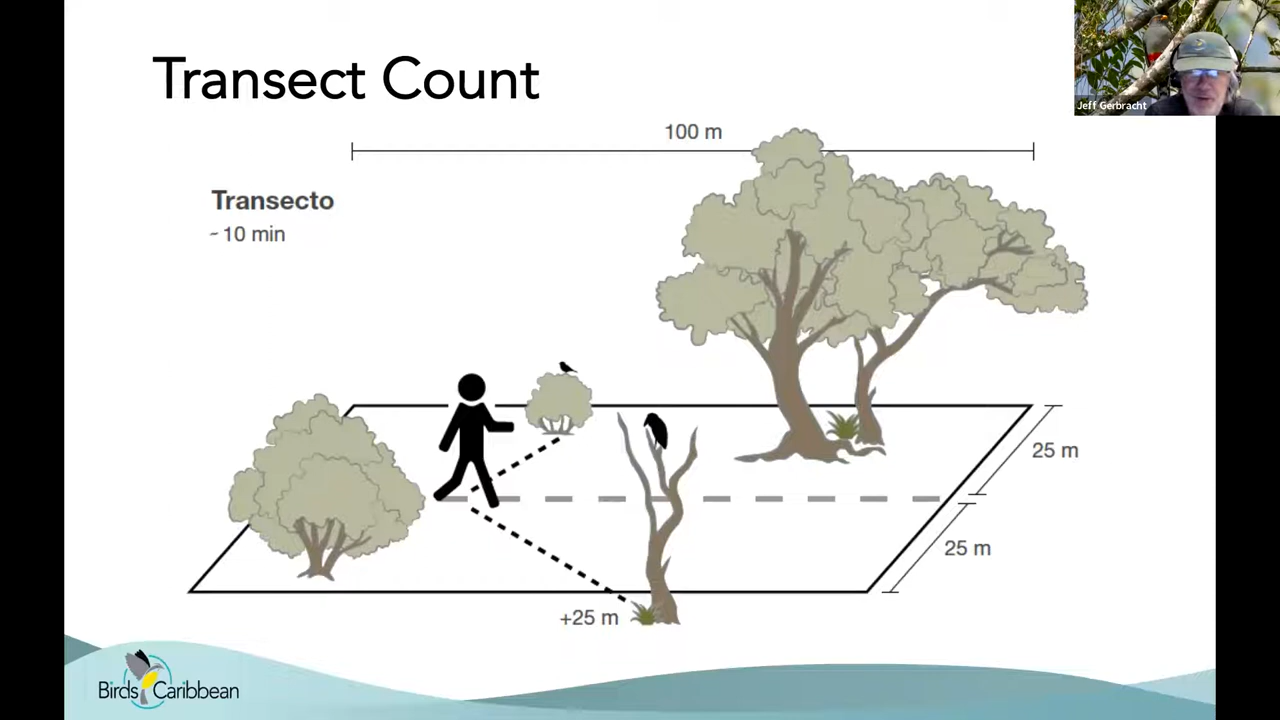 Transect Count
Jeff Gerbracht
100 m
Transecto
~ 10 min
25 m
25 m
+25 m
Birds Caribbean